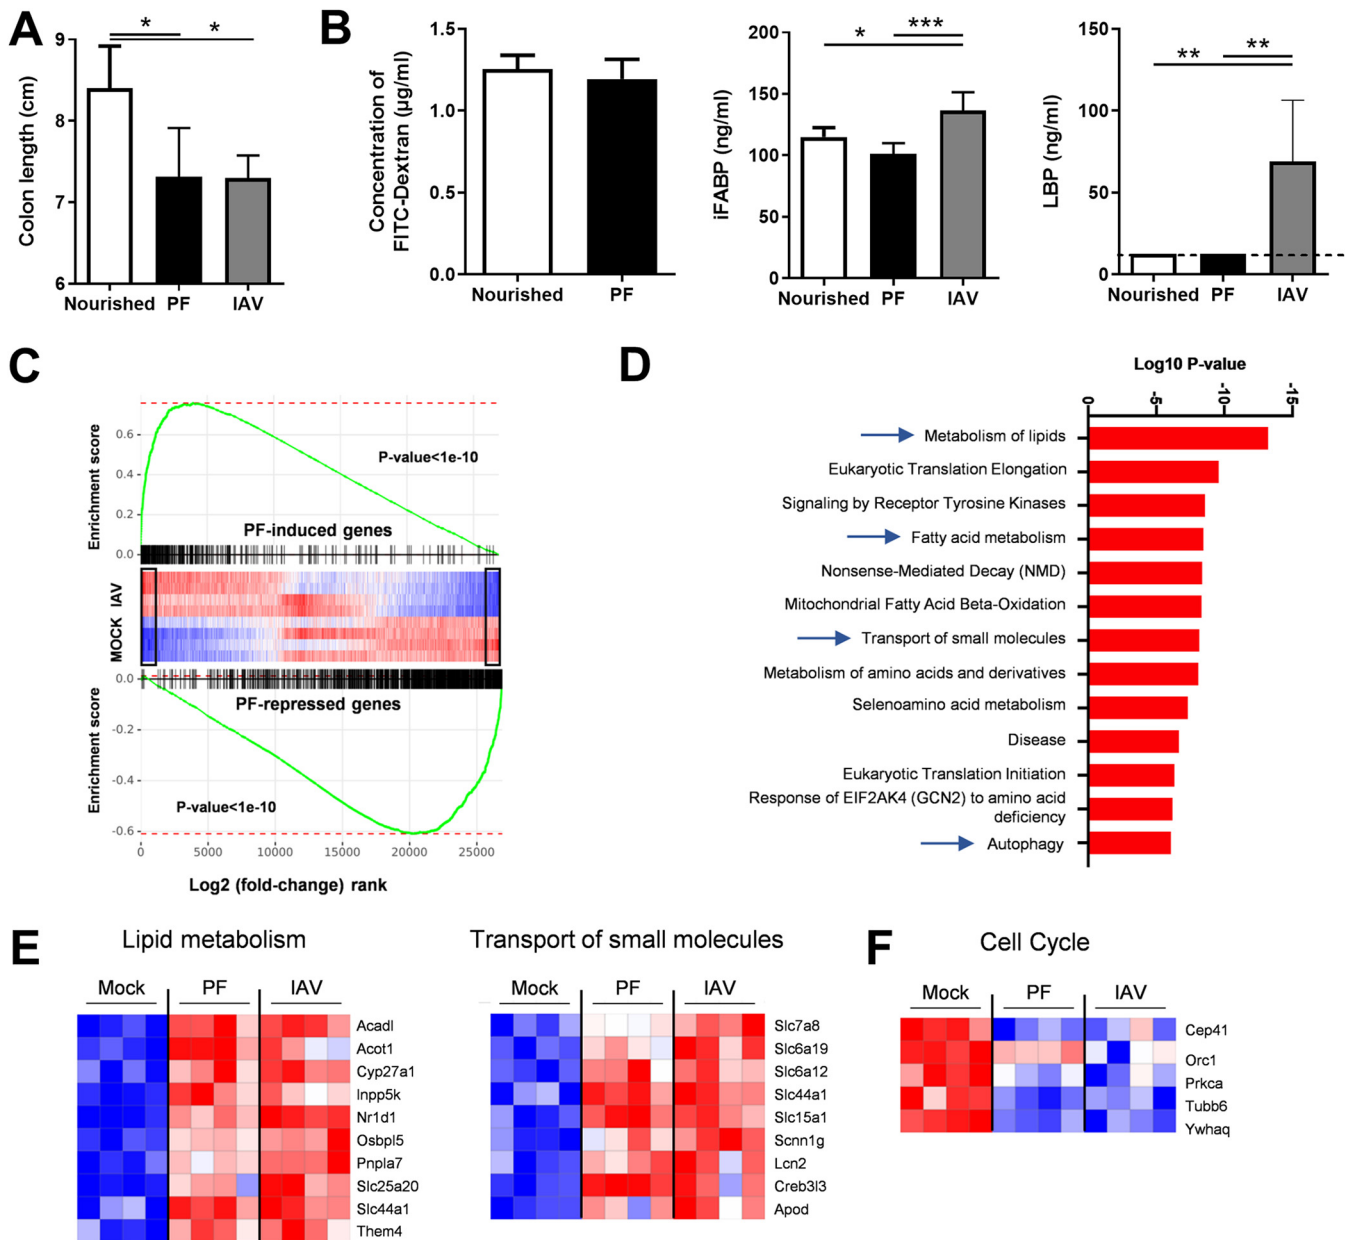 A
9
8
7
6
Colon length (cm)
*
*
Nourished PF IAV
B
1.5
1.0
0.5
0.0
Concentration of
FITC-Dextran (µg/ml)
Nourished PF
200
150
100
50
0
iFABP (ng/ml)
*
***
Nourished PF IAV
150
100
50
0
LBP (ng/ml)
**
**
Nourished PF IAV
C
Enrichment score
0.6
0.4
0.2
0.0
P-value<1e-10
PF-induced genes
MOCK IAV
0.0
-0.2
-0.4
-0.6
Enrichment score
PF-repressed genes
P-value<1e-10
0 5000 10000 15000 20000 25000
Log2 (fold-change) rank
D
Log10 P-value
0 -5 -10 -15
Metabolism of lipids
Eukaryotic Translation Elongation
Signaling by Receptor Tyrosine Kinases
Fatty acid metabolism
Nonsense-Mediated Decay (NMD)
Mitochondrial Fatty Acid Beta-Oxidation
Transport of small molecules
Metabolism of amino acids and derivatives
Selenoamino acid metabolism
Disease
Eukaryotic Translation Initiation
Response of EIF2AK4 (GCN2) to amino acid
deficiency
Autophagy
E
Lipid metabolism
Mock PF IAV
Acadl
Acot1
Cyp27a1
Inpp5k
Nr1d1
Osbpl5
Pnpla7
Slc25a20
Slc44a1
Them4
Transport of small molecules
Mock PF IAV
Slc7a8
Slc6a19
Slc6a12
Slc44a1
Slc15a1
Scnn1g
Lcn2
Creb3l3
Apod
F
Cell Cycle
Mock PF IAV
Cep41
Orc1
Prkca
Tubb6
Ywhaq